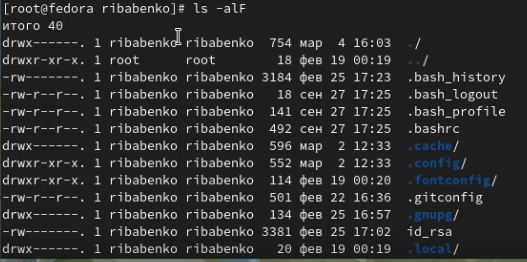 [root@fedora ribabenko]# ls -alF
итого 40
drwx------. 1 ribabenko ribabenko 754 мар 4 16:03 ./
drwxr-xr-x. 1 root root 18 фев 19 00:19 ../
-rw-------. 1 ribabenko ribabenko 3184 фев 25 17:23 .bash_history
-rw-r--r--. 1 ribabenko ribabenko 18 сен 27 17:25 .bash_logout
-rw-r--r--. 1 ribabenko ribabenko 141 сен 27 17:25 .bash_profile
-rw-r--r--. 1 ribabenko ribabenko 492 сен 27 17:25 .bashrc
drwx------. 1 ribabenko ribabenko 596 мар 2 12:33 .cache/
drwxr-xr-x. 1 ribabenko ribabenko 552 мар 2 12:33 .config/
drwxr-xr-x. 1 ribabenko ribabenko 114 фев 19 00:20 .fontconfig/
-rw-r--r--. 1 ribabenko ribabenko 501 фев 22 16:36 .gitconfig
drwx------. 1 ribabenko ribabenko 134 фев 25 16:57 .gnupg/
-rw-------. 1 ribabenko ribabenko 3381 фев 25 17:02 id_rsa
drwx------. 1 ribabenko ribabenko 20 фев 19 00:19 .local/